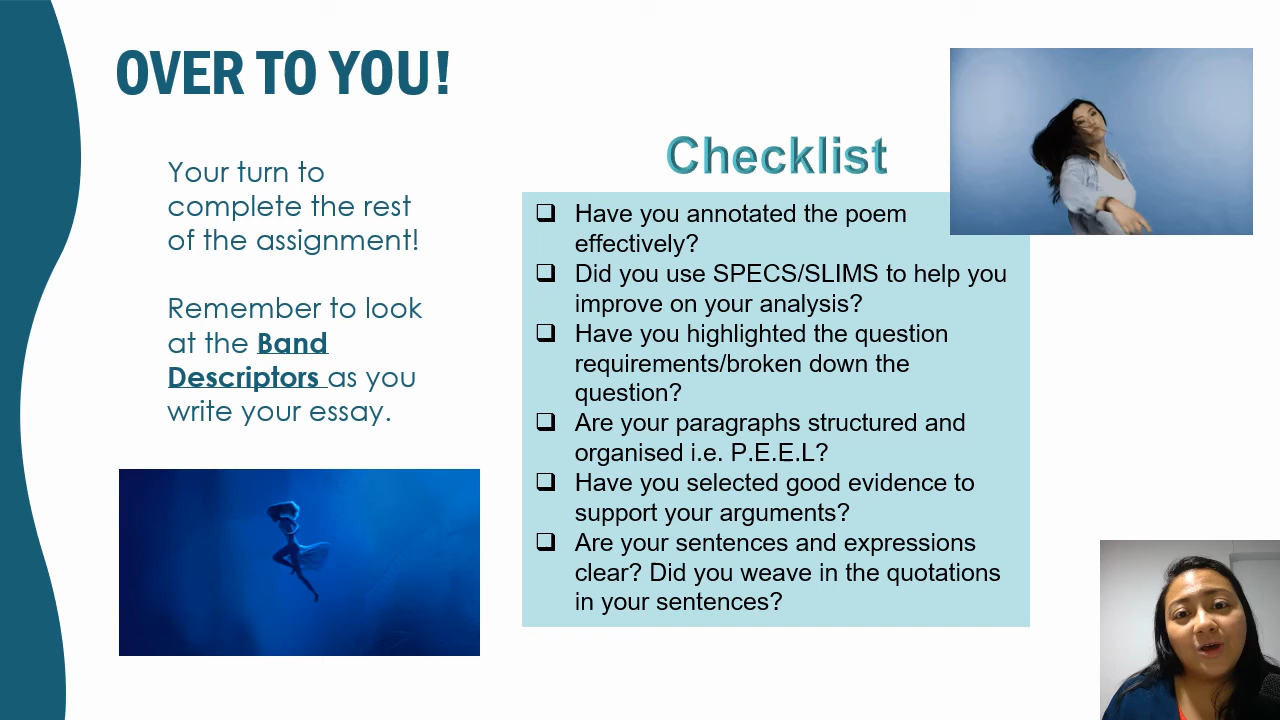 OVER TO YOU!
Your turn to
complete the rest
of the assignment!
Remember to look
at the Band
Descriptors as you
write your essay.
Checklist
❑ Have you annotated the poem
effectively?
❑ Did you use SPECS/SLIMS to help you
improve on your analysis?
❑ Have you highlighted the question
requirements/broken down the
question?
❑ Are your paragraphs structured and
organised i.e. P.E.E.L?
❑ Have you selected good evidence to
support your arguments?
❑ Are your sentences and expressions
clear? Did you weave in the quotations
in your sentences?